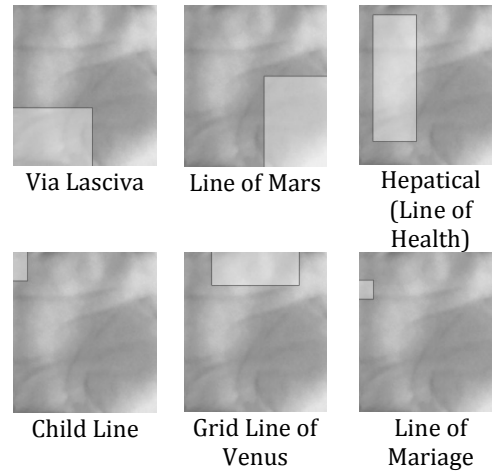 Via Lasciva
Line of Mars
Hepatical
(Line of
Health)
Child Line
Grid Line of
Venus
Line of
Mariage